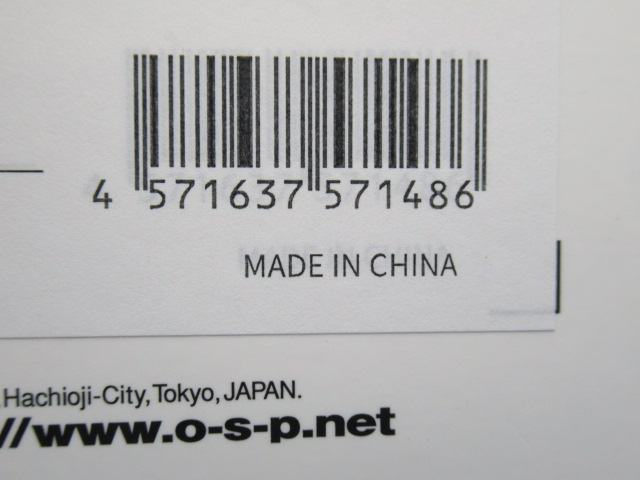 4 571637 571486
MADE IN CHINA
, Hachioji-City, Tokyo, JAPAN.
//www.o-s-p.net